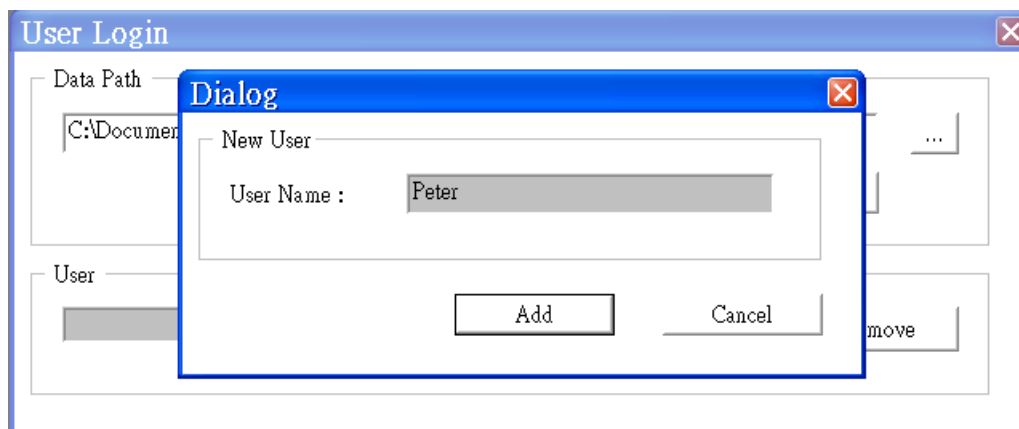 User Login
Data Path
C:\Documen
...
Dialog
New User
User Name :
Peter
Add
Cancel
User
move